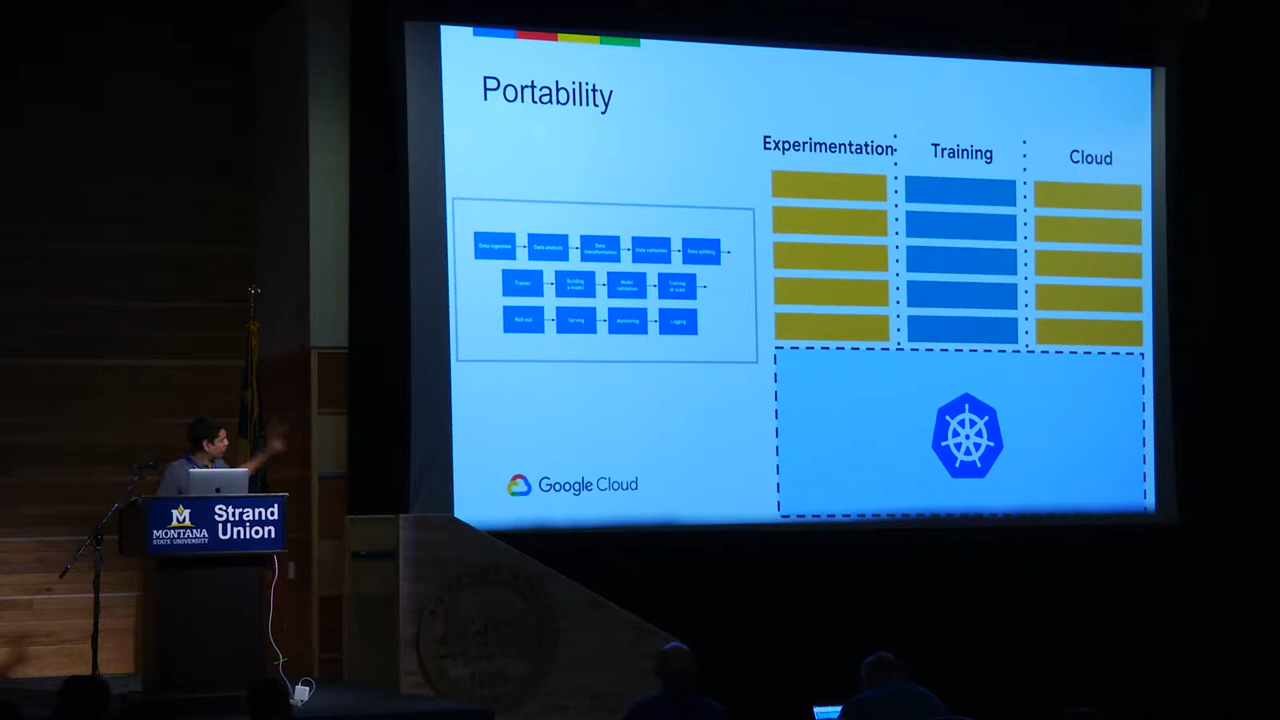 Portability
Experimentation
Training
Cloud
Data ingestion
Data analysis
Data
transformation
Data validation
Data splitting
Trainer
Building
a model
Model
validation
Training
at scale
Roll-out
Serving
Monitoring
Logging
Google Cloud
MONTANA
STATE UNIVERSITY
Strand
Union